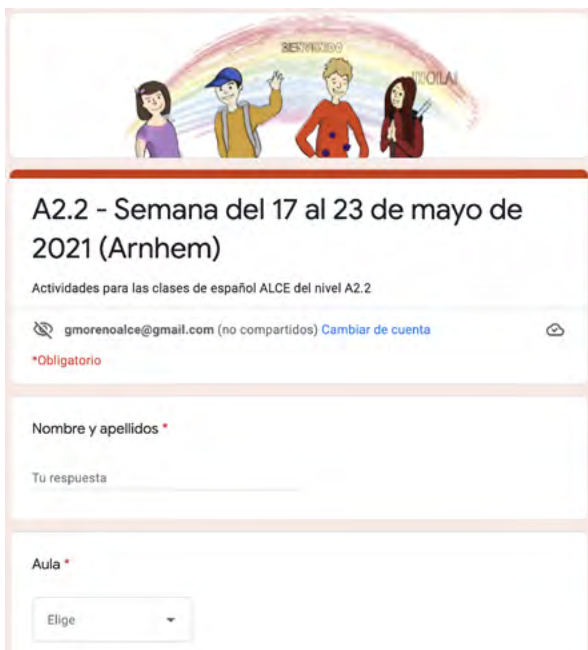 BIENVENIDO
¡HOLA!
A2.2 - Semana del 17 al 23 de mayo de
2021 (Arnhem)
Actividades para las clases de español ALCE del nivel A2.2
gmorenoalce@gmail.com (no compartidos) Cambiar de cuenta
*Obligatorio
Nombre y apellidos *
Tu respuesta
Aula *
Elige